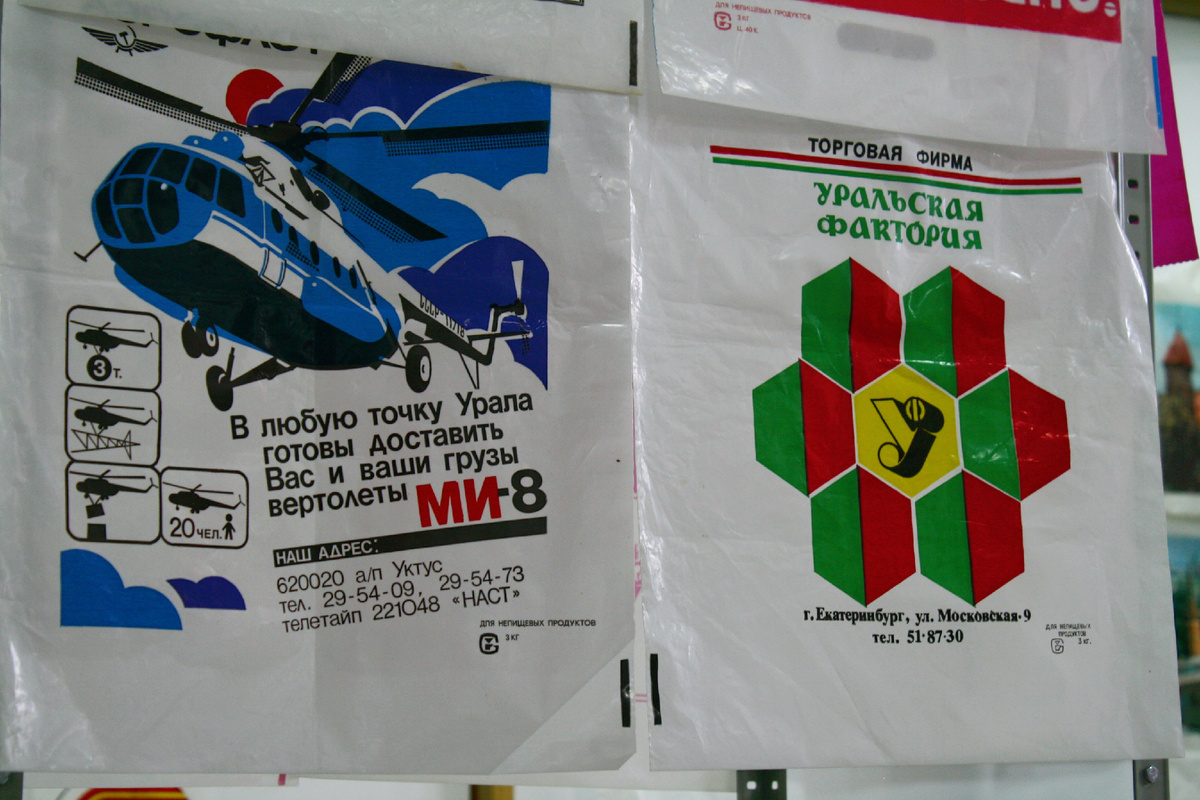 ДЛЯ НЕПИЩЕВЫХ ПРОДУКТОВ
3 КГ
Ц. 40 К.
3 т.
20 ЧЕЛ.
В любую точку Урала
готовы доставить
Вас и ваши грузы
вертолеты МИ-8
НАШ АДРЕС:
620020 а/п Уктус
тел. 29-54-09, 29-54-73
телетайп 221048 «НАСТ»
ДЛЯ НЕПИЩЕВЫХ ПРОДУКТОВ
3 КГ
ТОРГОВАЯ ФИРМА
УРАЛЬСКАЯ
ФАКТОРИЯ
УФ
г. Екатеринбург, ул. Московская·9
тел. 51·87·30
ДЛЯ НЕПИЩЕВЫХ
ПРОДУКТОВ
3 КГ.